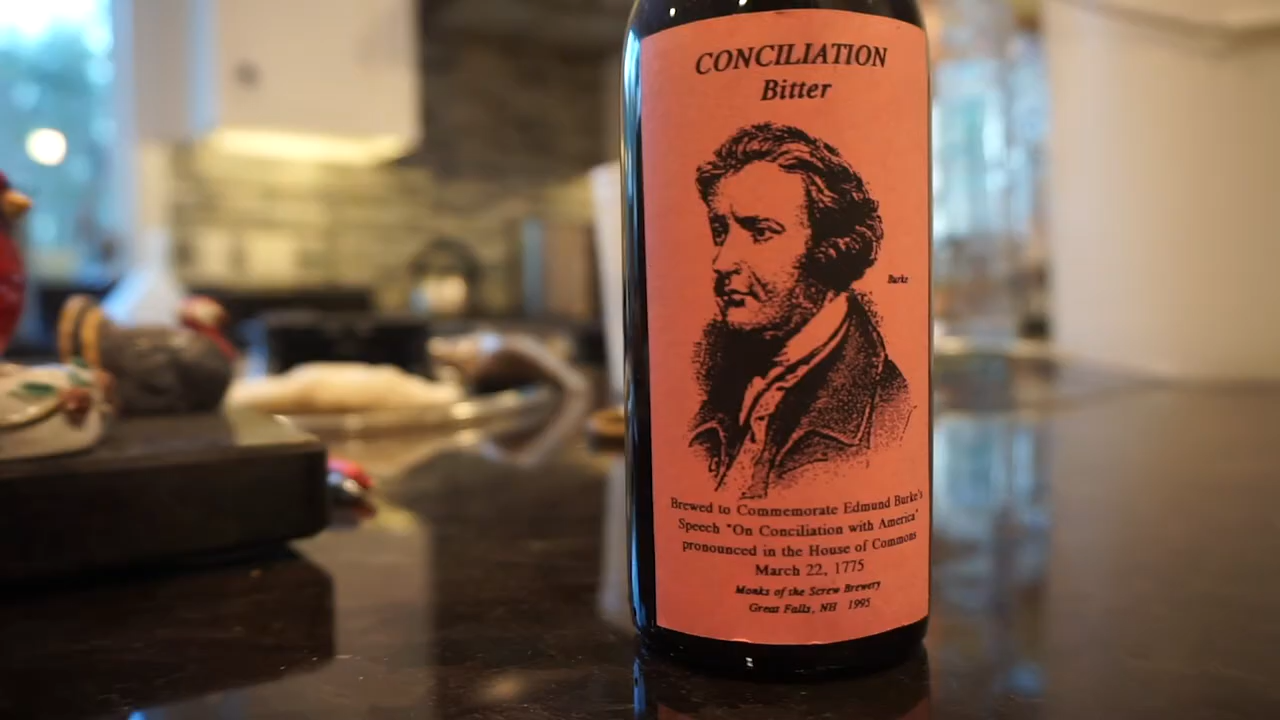 CONCILIATION
Bitter
Burke
Brewed to Commemorate Edmund Burke's
Speech "On Conciliation with America"
pronounced in the House of Commons
March 22, 1775
Monks of the Screw Brewery
Great Falls, NH 1995